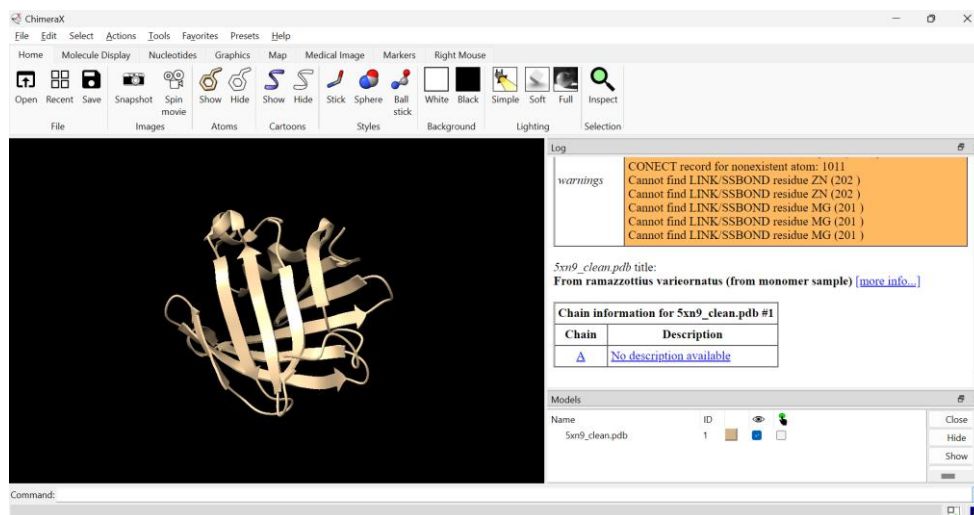 ChimeraX
File Edit Select Actions Tools Favorites Presets Help
Home Molecule Display Nucleotides Graphics Map Medical Image Markers Right Mouse
Open Recent Save Snapshot Spin movie Show Hide Show Hide Stick Sphere Ball stick White Black Simple Soft Full Inspect
File Images Atoms Cartoons Styles Background Lighting Selection
Log
CONECT record for nonexistent atom: 1011
warnings Cannot find LINK/SSBOND residue ZN (202 )
Cannot find LINK/SSBOND residue ZN (202 )
Cannot find LINK/SSBOND residue MG (201 )
Cannot find LINK/SSBOND residue MG (201 )
Cannot find LINK/SSBOND residue MG (201 )
5xn9_clean.pdb title:
From ramazzottius varieornatus (from monomer sample) [more info...]
Chain information for 5xn9_clean.pdb #1
Chain Description
A No description available
Models
Name ID Close
5xn9_clean.pdb 1 Hide
Show
Command: